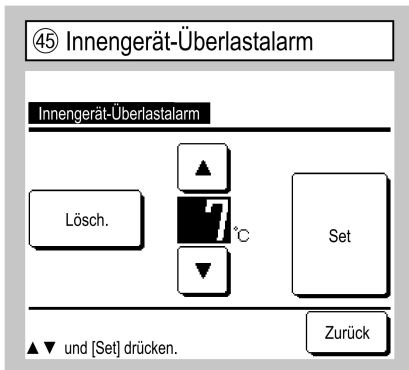 ㊺ Innengerät-Überlastalarm
Innengerät-Überlastalarm
▲
Lösch.
7 °C
Set
▼
Zurück
▲▼ und [Set] drücken.